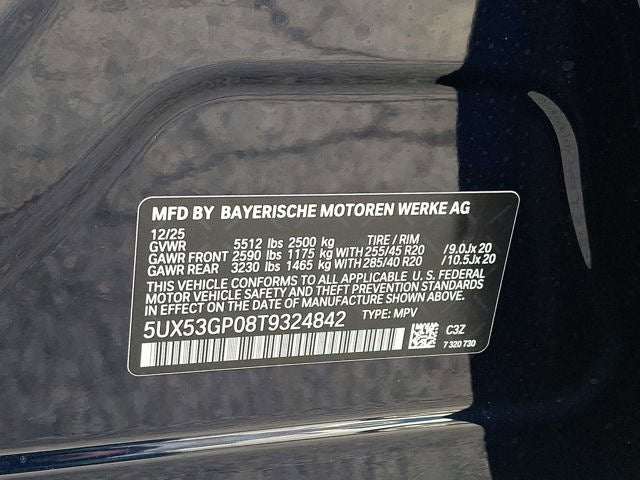 MFD BY BAYERISCHE MOTOREN WERKE AG
12/25
GVWR 5512 lbs 2500 kg TIRE / RIM
GAWR FRONT 2590 lbs 1175 kg WITH 255/45 R20 /9.0Jx20
GAWR REAR 3230 lbs 1465 kg WITH 285/40 R20 /10.5Jx20
THIS VEHICLE CONFORMS TO ALL APPLICABLE U. S. FEDERAL
MOTOR VEHICLE SAFETY AND THEFT PREVENTION STANDARDS
IN EFFECT ON THE DATE OF MANUFACTURE SHOWN ABOVE.
5UX53GP08T9324842 TYPE: MPV
C3Z
7 320 730